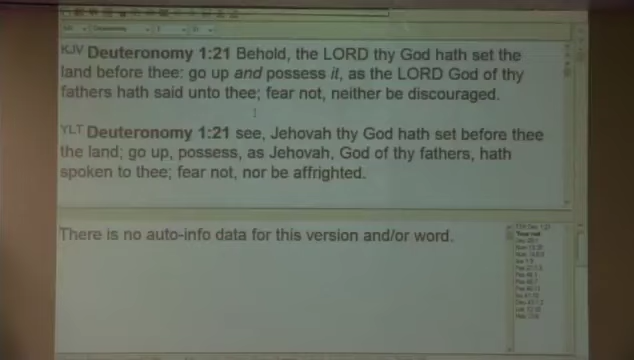 KJV Deuteronomy 1:21 Behold, the LORD thy God hath set the
land before thee: go up and possess it, as the LORD God of thy
fathers hath said unto thee; fear not, neither be discouraged.
YLT Deuteronomy 1:21 see, Jehovah thy God hath set before thee
the land; go up, possess, as Jehovah, God of thy fathers, hath
spoken to thee; fear not, nor be affrighted.
There is no auto-info data for this version and/or word.